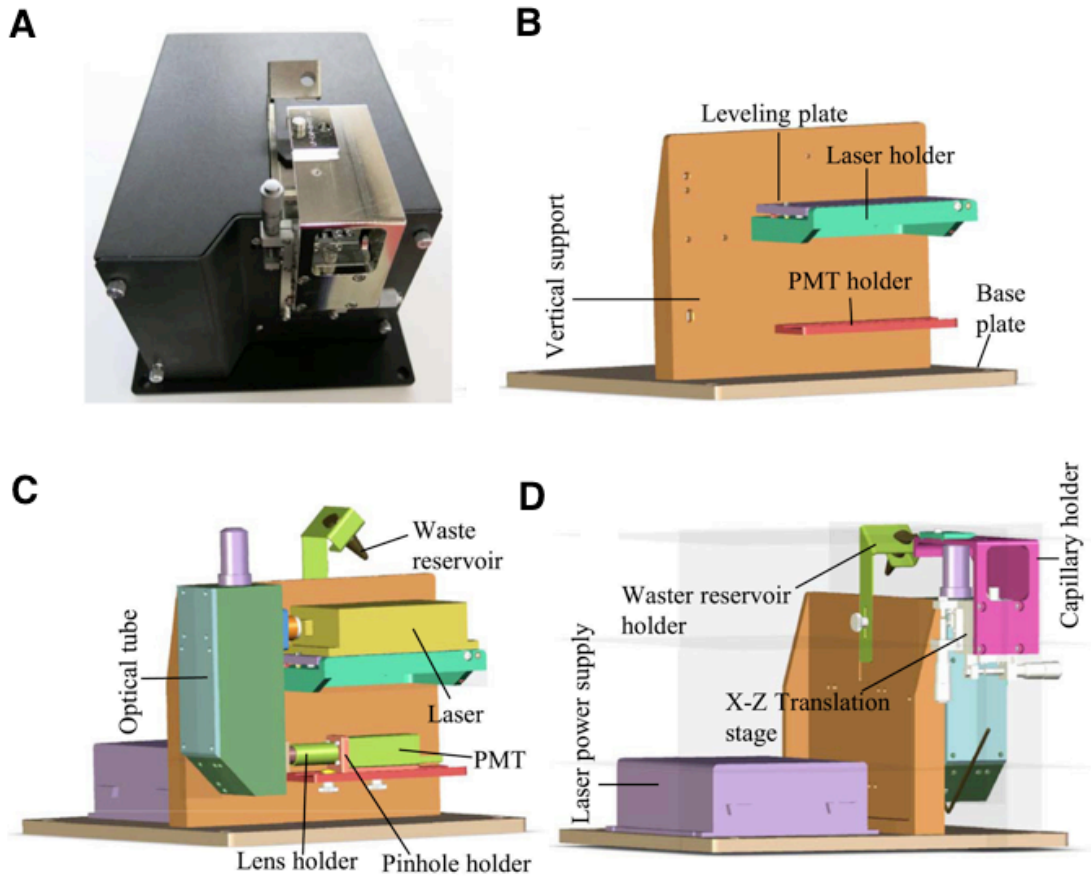 A
B
Leveling plate
Laser holder
Vertical support
PMT holder
Base
plate
C
Waste
reservoir
Optical tube
Laser
PMT
Lens holder
Pinhole holder
D
Capillary holder
Waster reservoir
holder
Laser power supply
X-Z Translation
stage